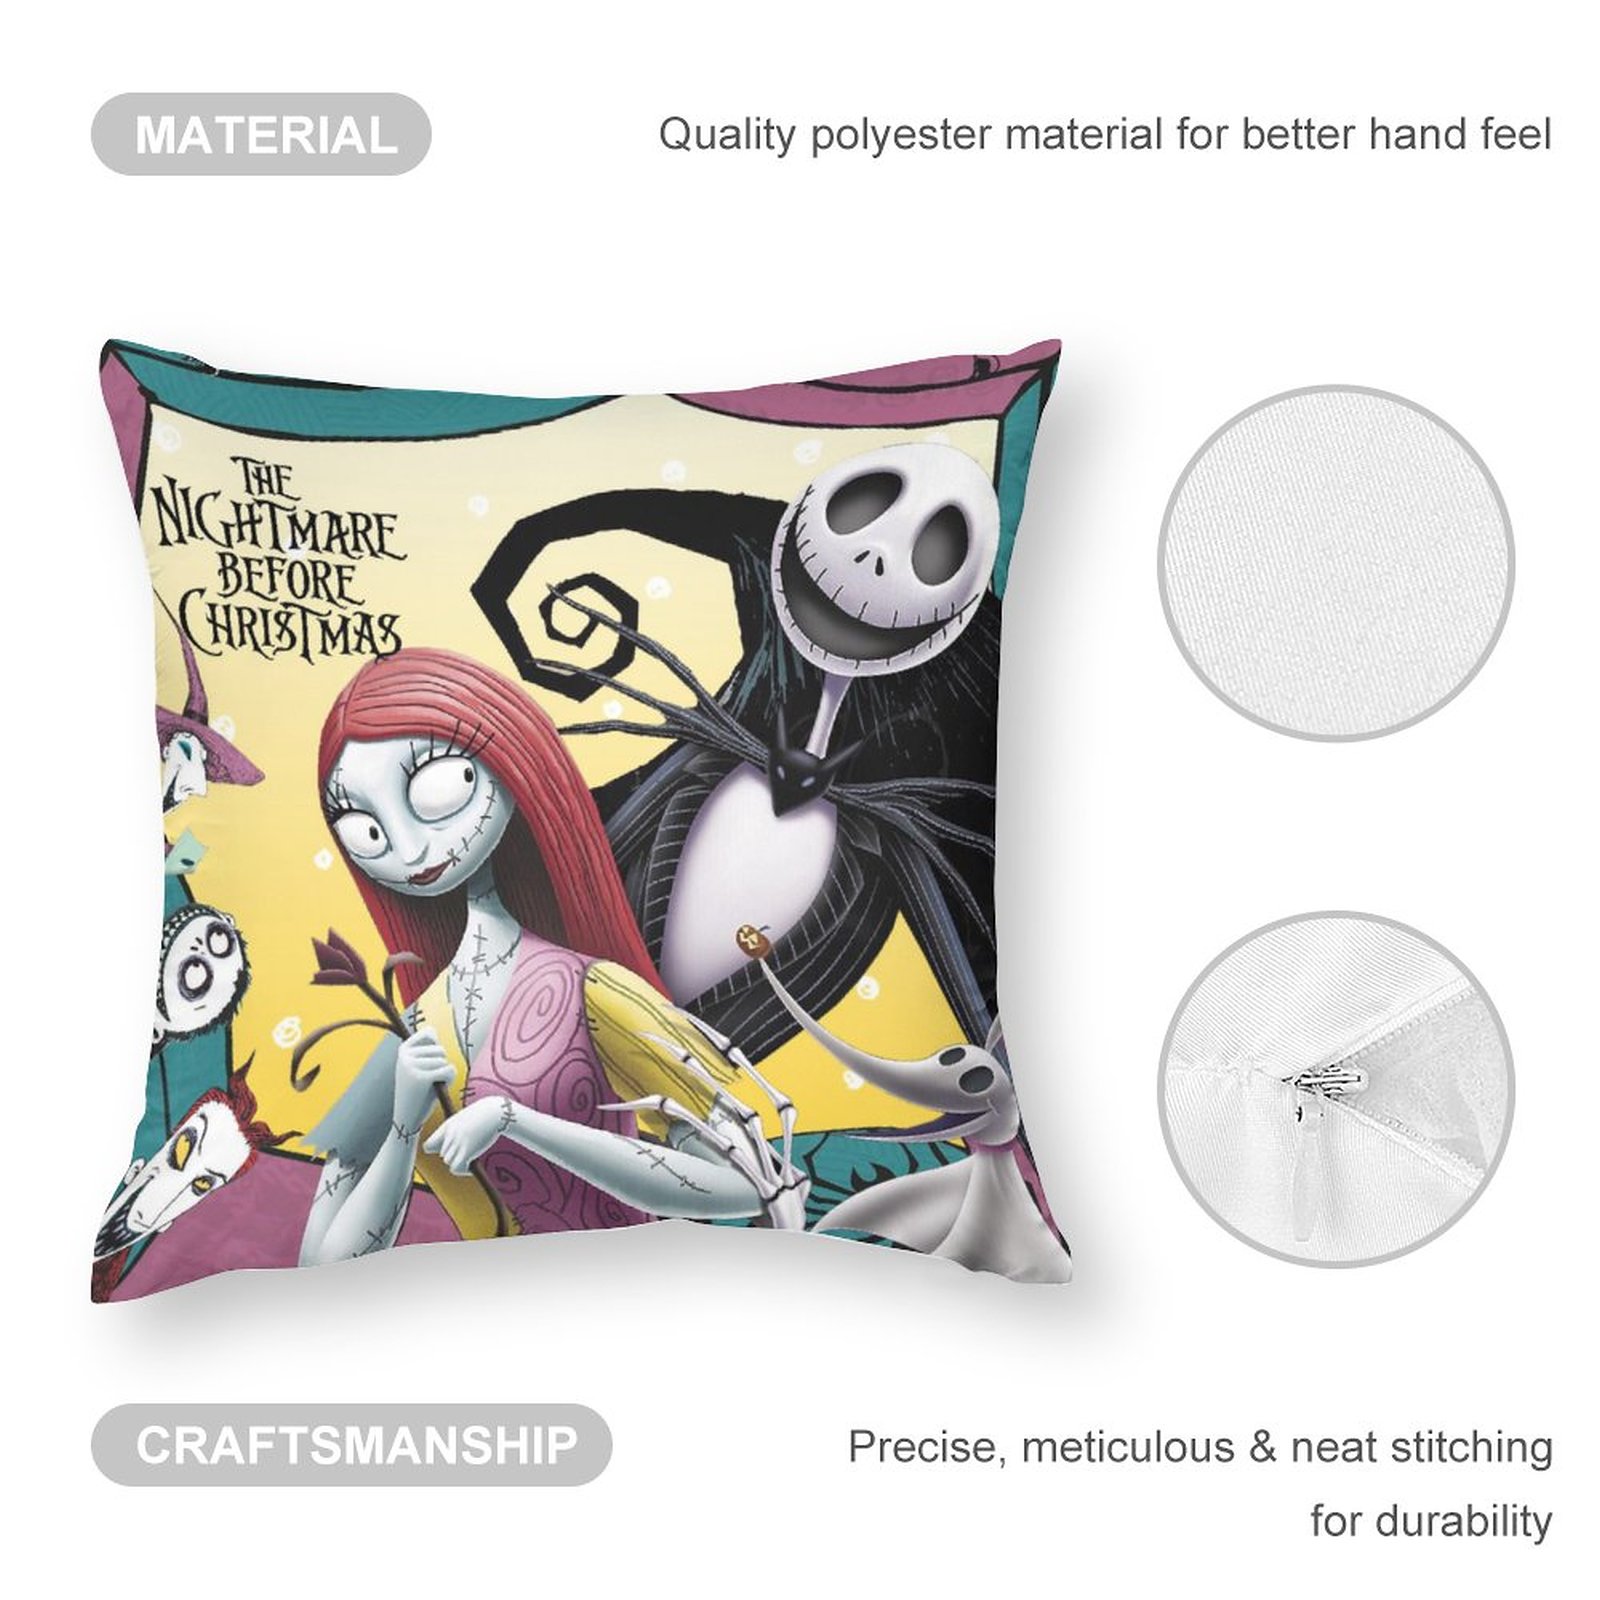 MATERIAL
Quality polyester material for better hand feel
THE
NIGHTMARE
BEFORE
CHRISTMAS
CRAFTSMANSHIP
Precise, meticulous & neat stitching
for durability